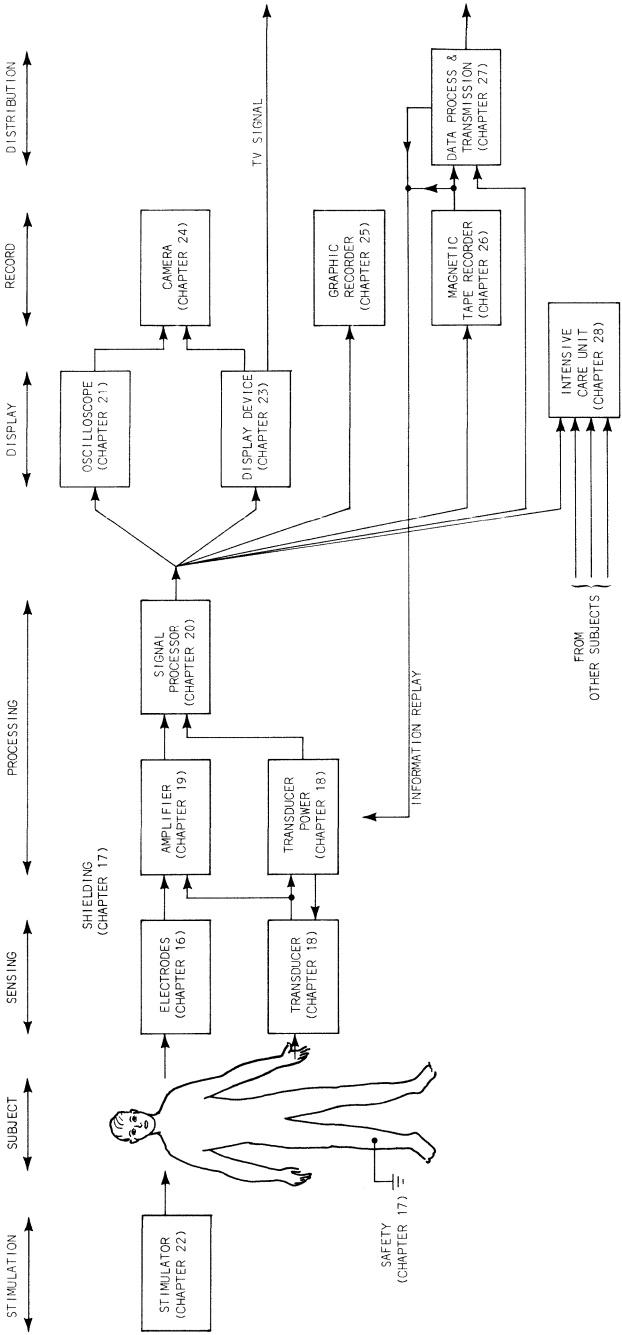 STIMULATION
SUBJECT
SENSING
PROCESSING
DISPLAY
RECORD
DISTRIBUTION
STIMULATOR
(CHAPTER 22)
ELECTRODES
(CHAPTER 16)
SHIELDING
(CHAPTER 17)
AMPLIFIER
(CHAPTER 19)
SIGNAL
PROCESSOR
(CHAPTER 20)
OSCILLOSCOPE
(CHAPTER 21)
CAMERA
(CHAPTER 24)
DISPLAY DEVICE
(CHAPTER 23)
TV SIGNAL
TRANSDUCER
(CHAPTER 18)
TRANSDUCER
POWER
(CHAPTER 18)
GRAPHIC
RECORDER
(CHAPTER 25)
SAFETY
(CHAPTER 17)
INFORMATION REPLAY
MAGNETIC
TAPE RECORDER
(CHAPTER 26)
DATA PROCESS &
TRANSMISSION
(CHAPTER 27)
FROM
OTHER SUBJECTS
INTENSIVE
CARE UNIT
(CHAPTER 28)